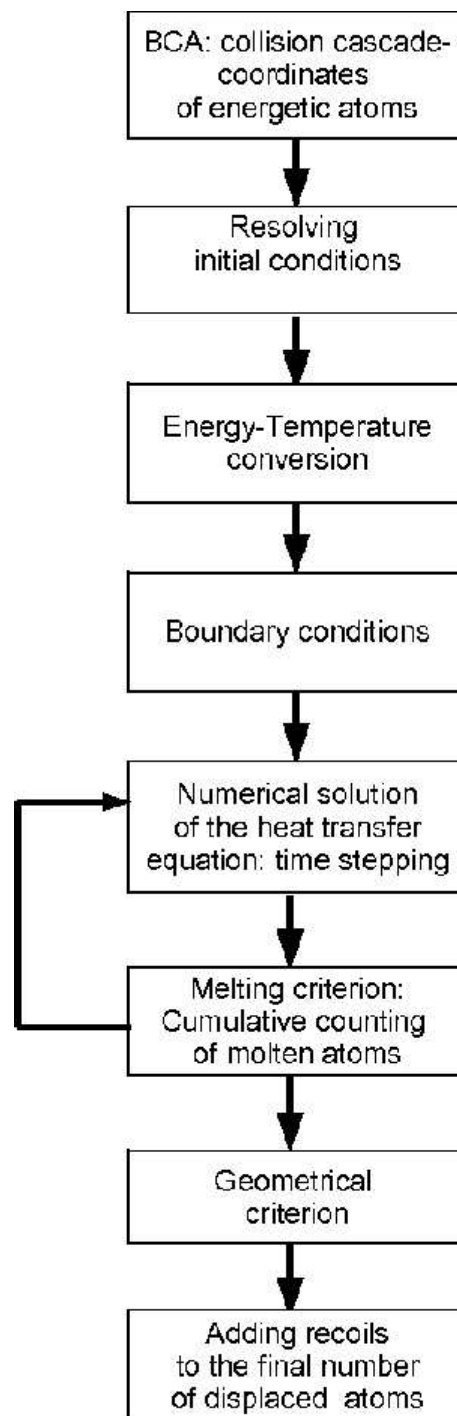 BCA: collision cascade-
coordinates
of energetic atoms
Resolving
initial conditions
Energy-Temperature
conversion
Boundary conditions
Numerical solution
of the heat transfer
equation: time stepping
Melting criterion:
Cumulative counting
of molten atoms
Geometrical
criterion
Adding recoils
to the final number
of displaced atoms